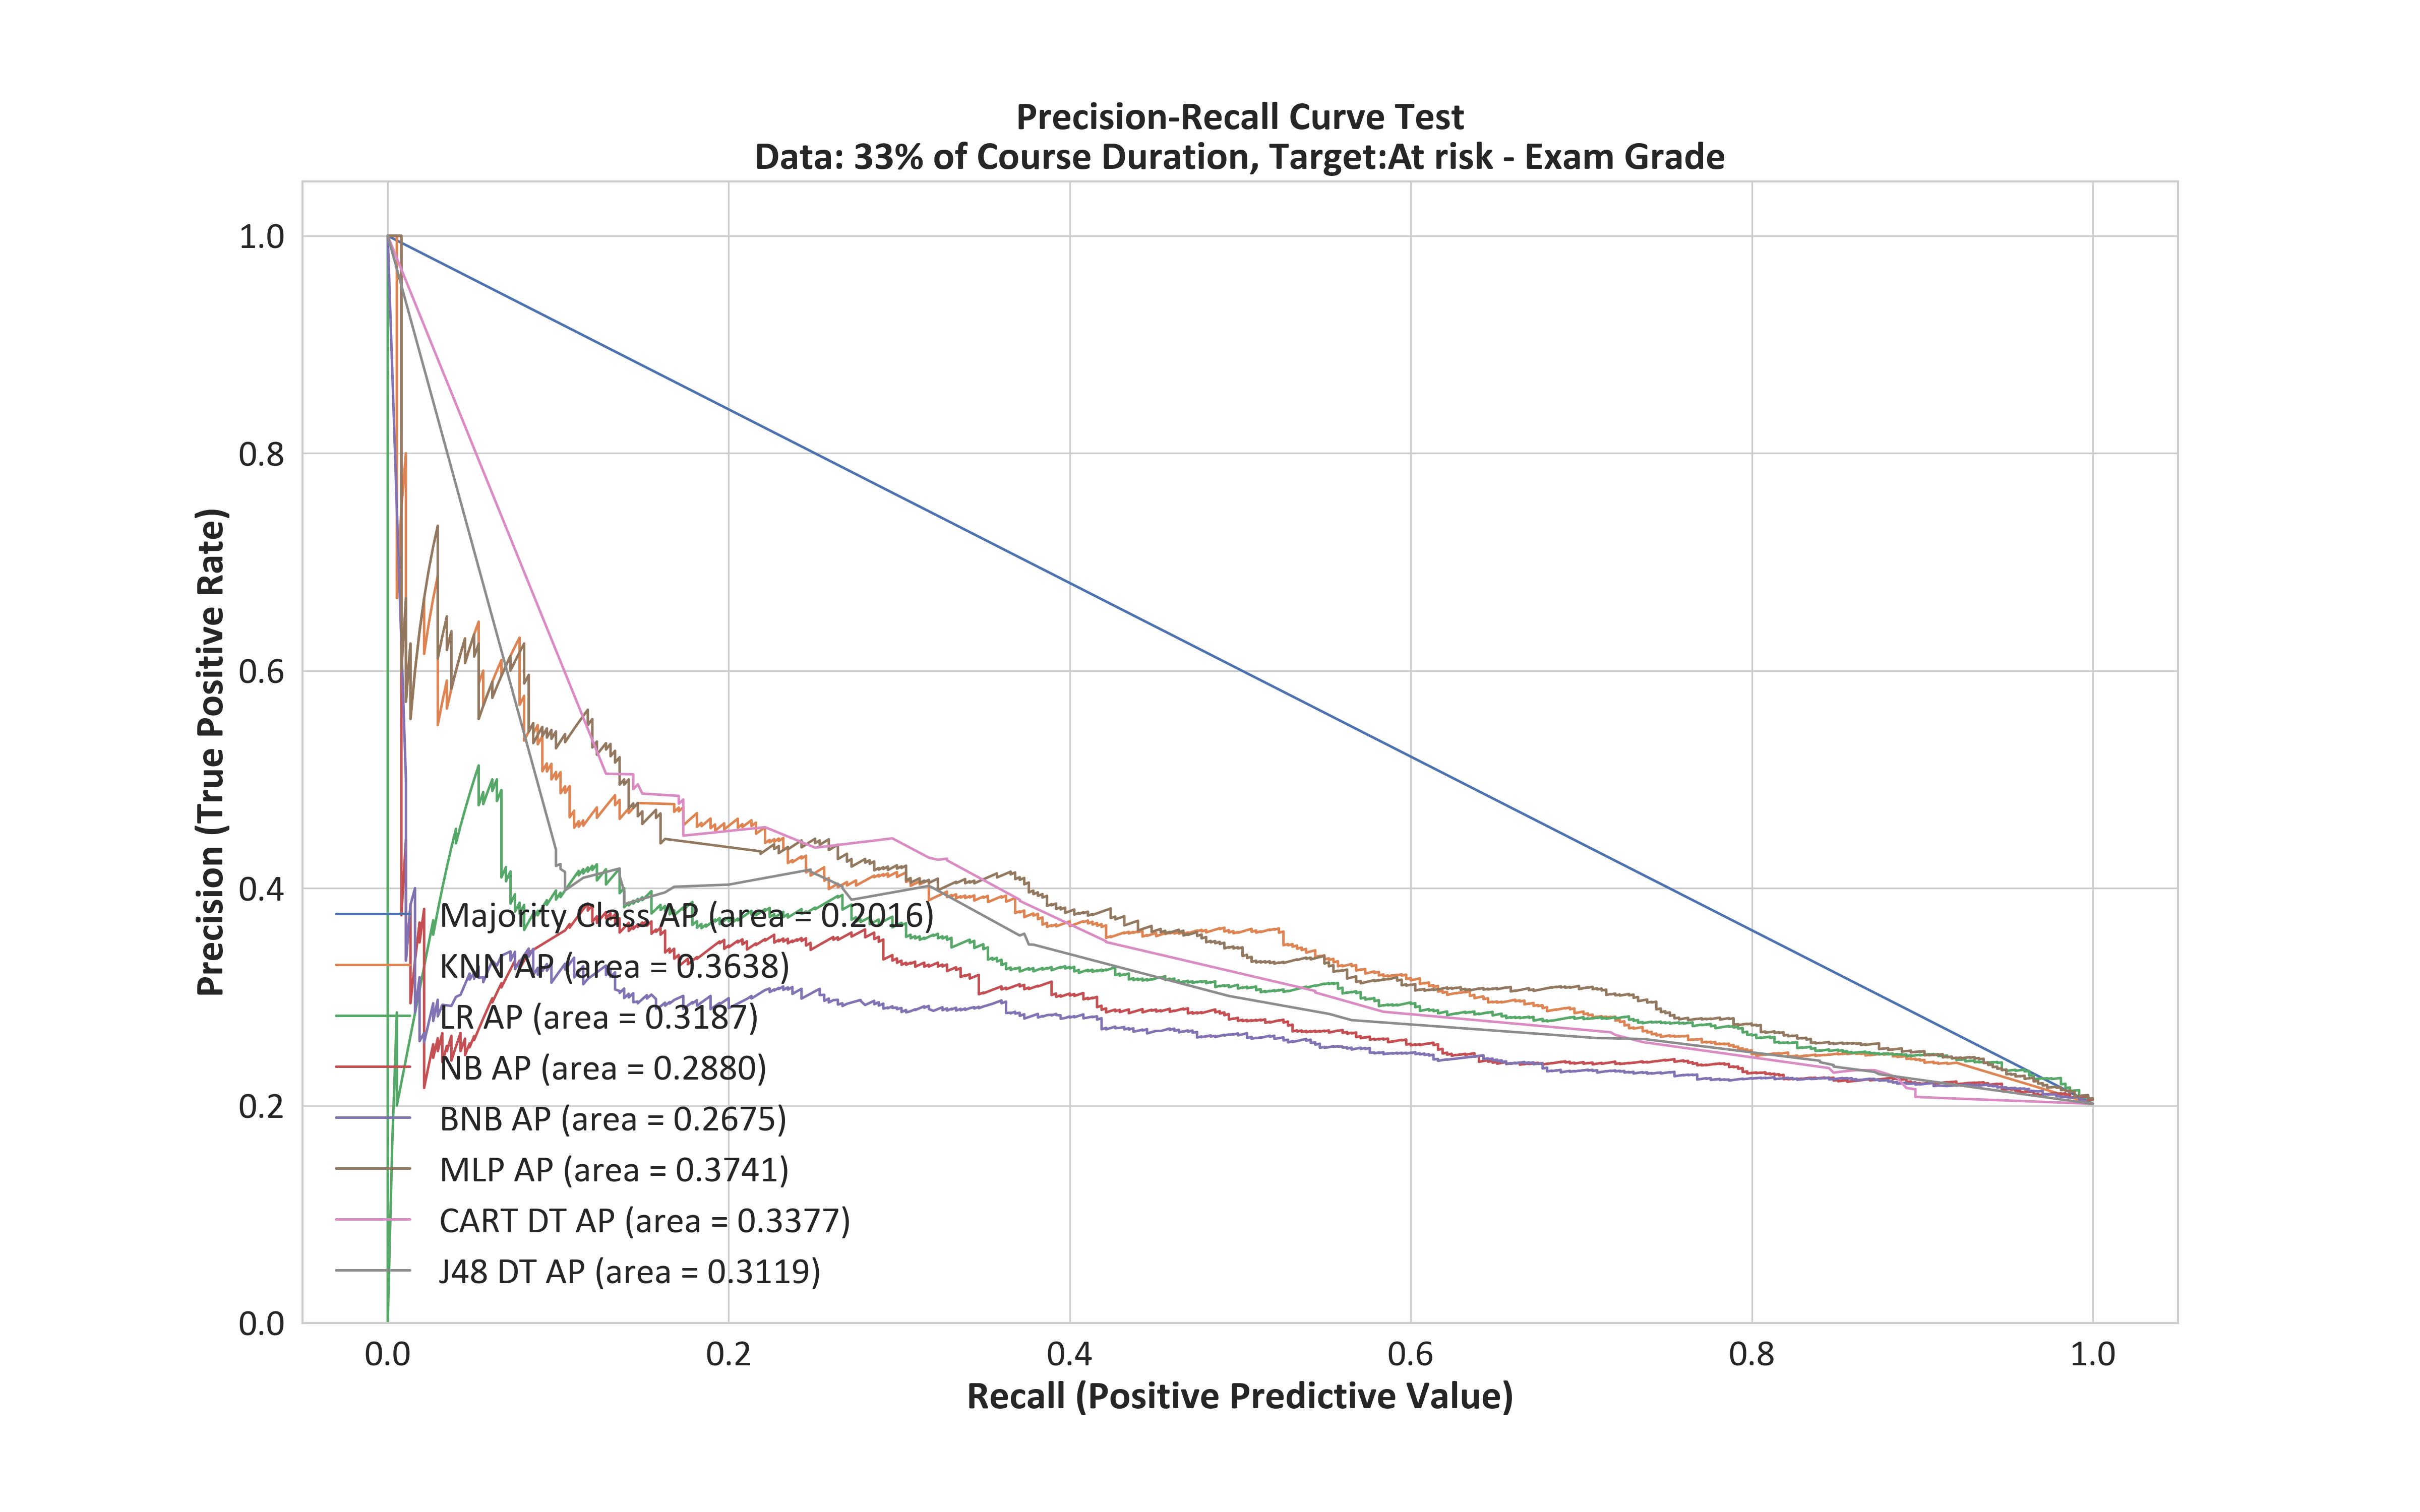 Precision-Recall Curve Test
Data: 33% of Course Duration, Target:At risk - Exam Grade
Precision (True Positive Rate)
1.0
0.8
0.6
0.4
0.2
0.0
Majority Class AP (area = 0.2016)
KNN AP (area = 0.3638)
LR AP (area = 0.3187)
NB AP (area = 0.2880)
BNB AP (area = 0.2675)
MLP AP (area = 0.3741)
CART DT AP (area = 0.3377)
J48 DT AP (area = 0.3119)
0.0 0.2 0.4 0.6 0.8 1.0
Recall (Positive Predictive Value)